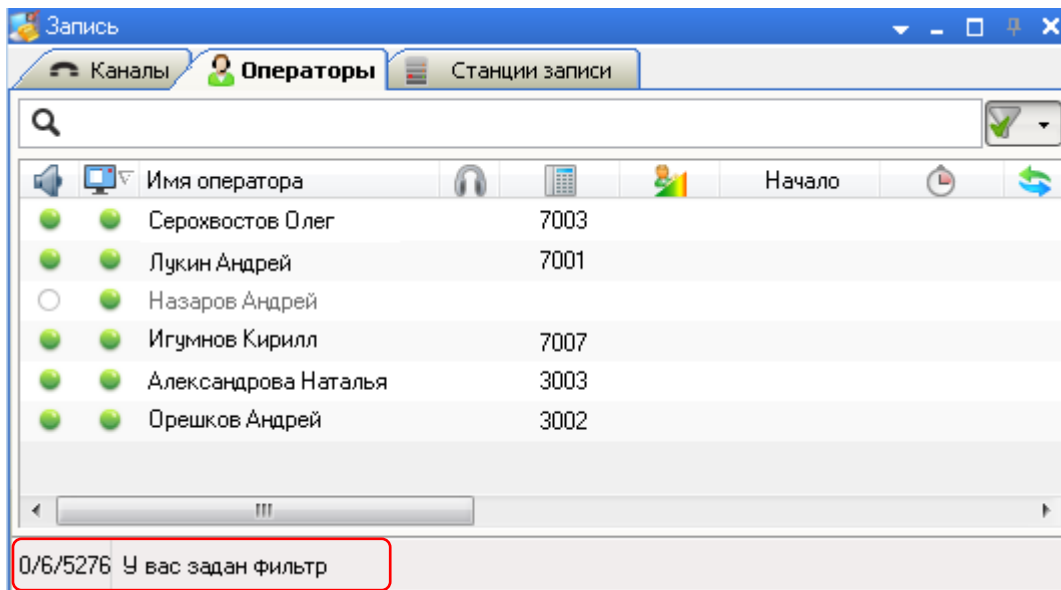 Запись
Каналы Операторы Станции записи
Имя оператора Начало
Серохвостов Олег 7003
Лукин Андрей 7001
Назаров Андрей
Игумнов Кирилл 7007
Александрова Наталья 3003
Орешков Андрей 3002
0/6/5276 У вас задан фильтр